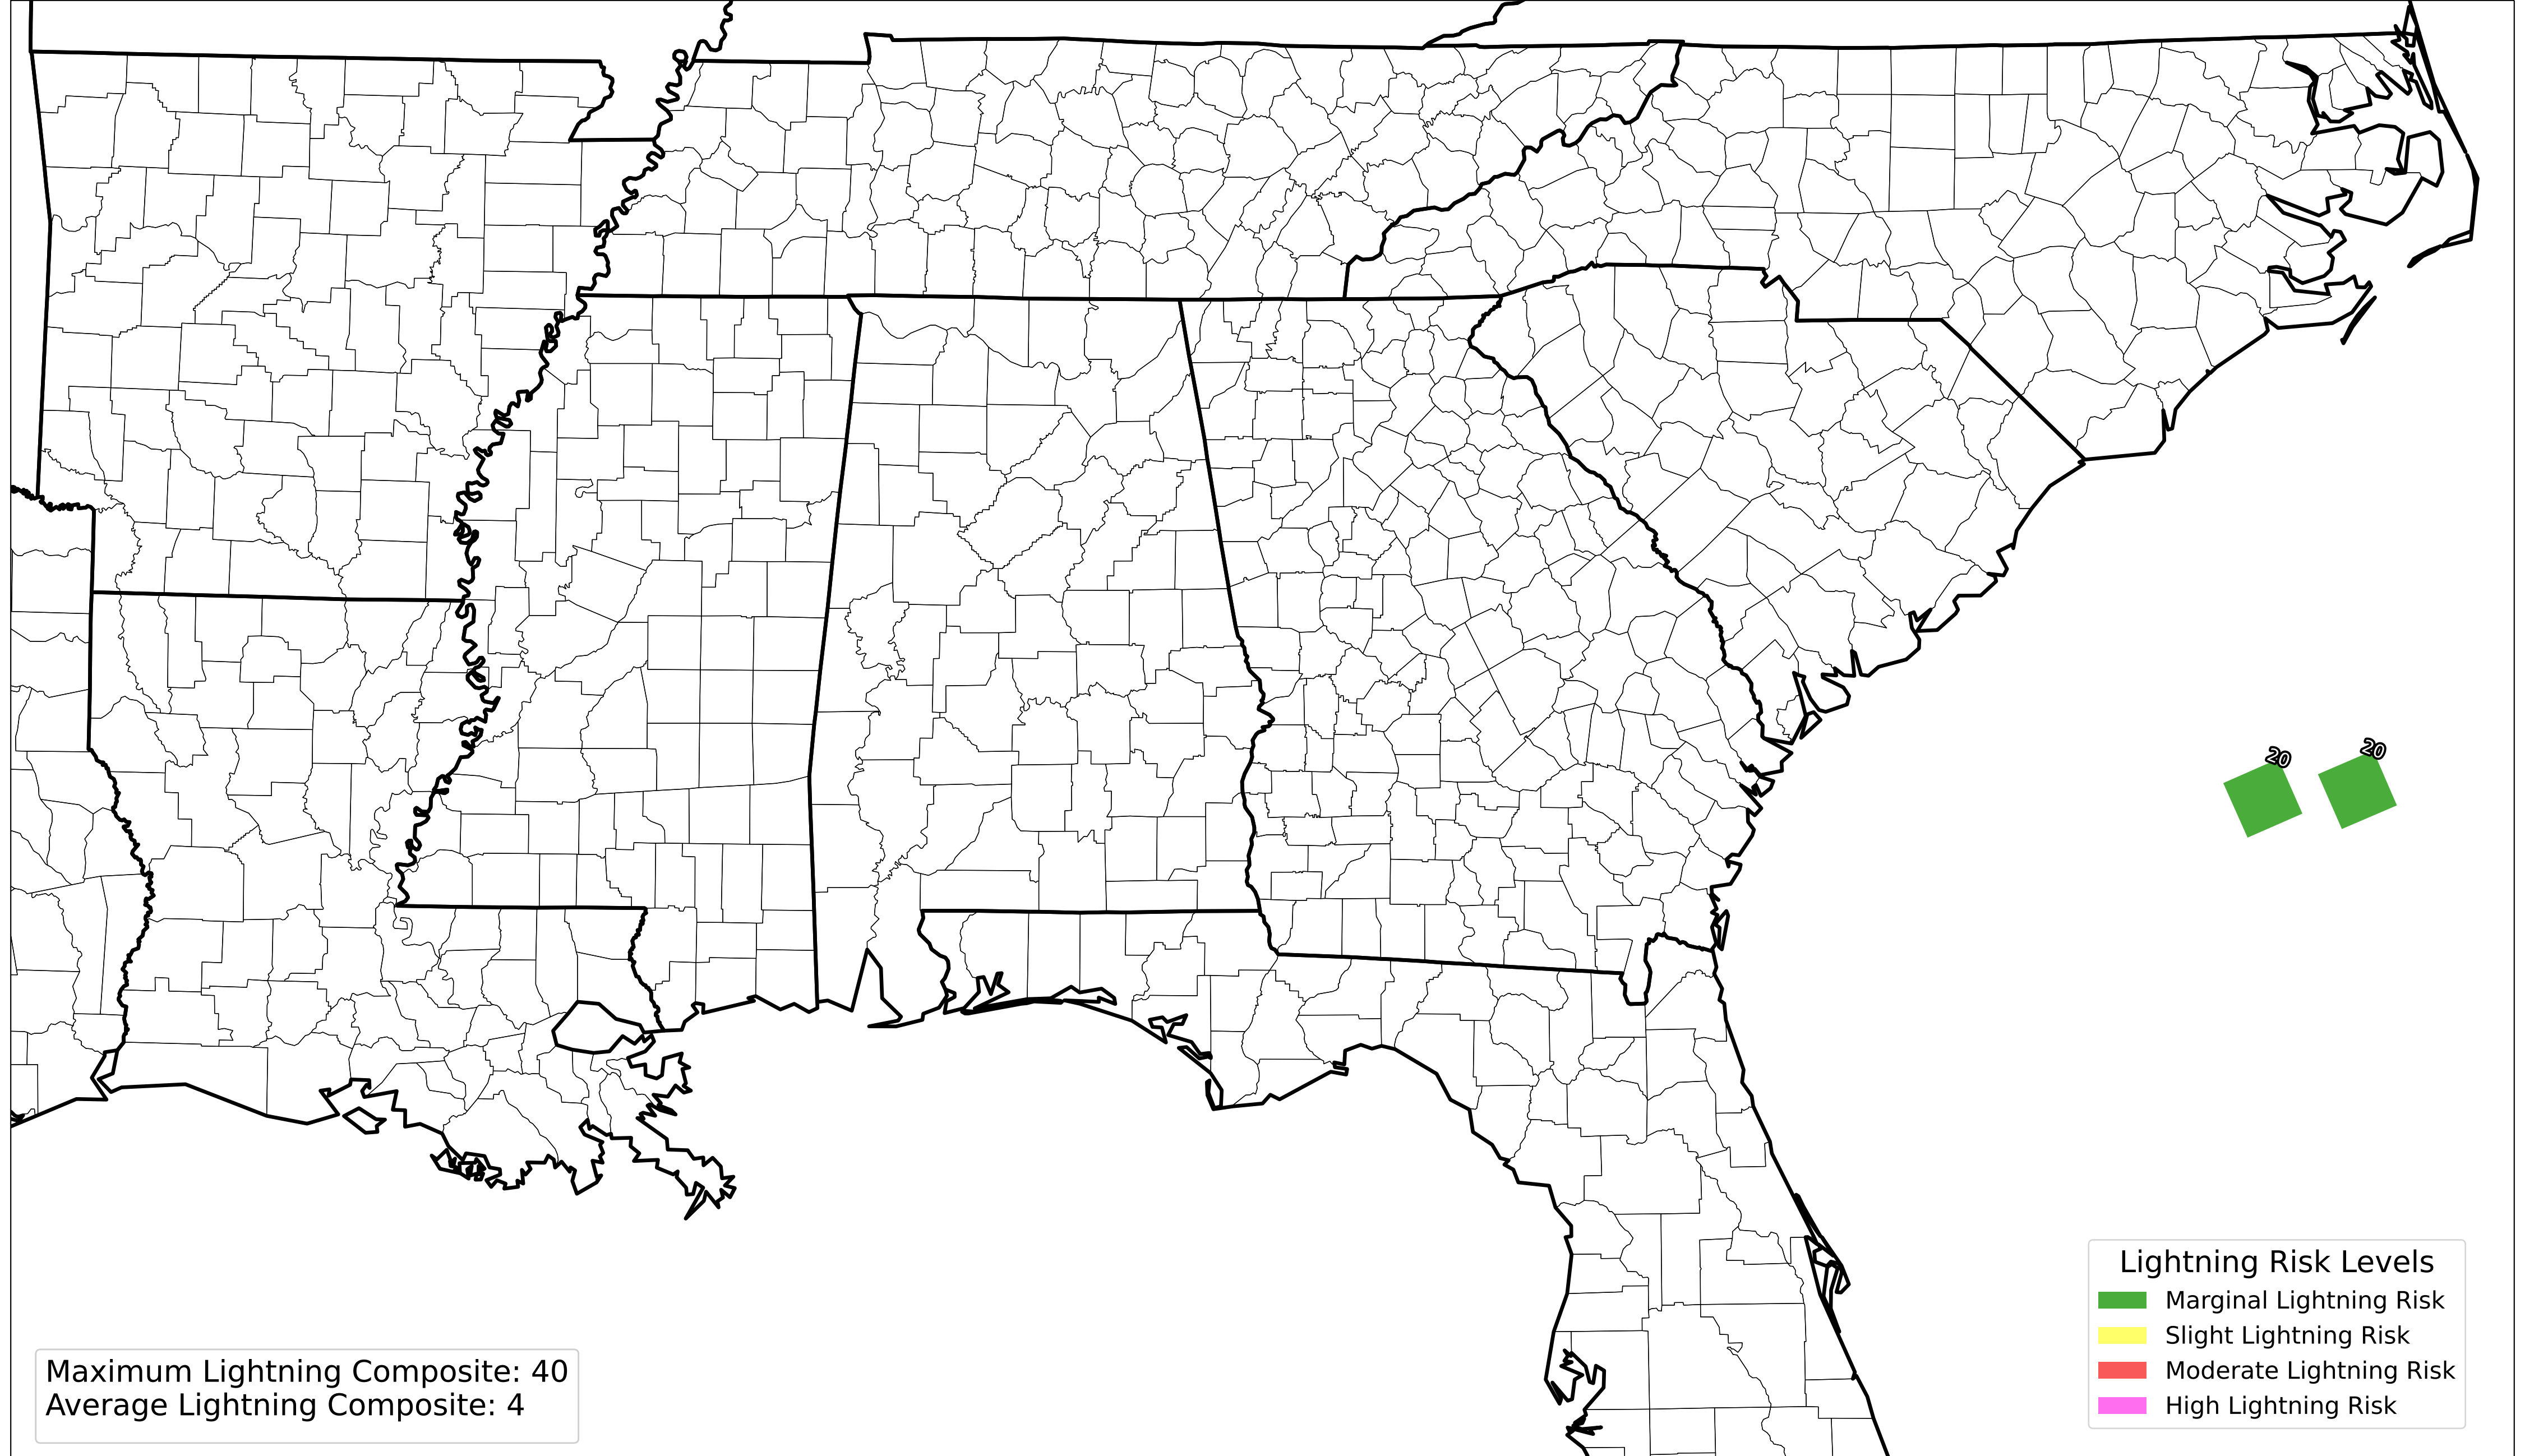 20
20
Lightning Risk Levels
Marginal Lightning Risk
Slight Lightning Risk
Moderate Lightning Risk
High Lightning Risk
Maximum Lightning Composite: 40
Average Lightning Composite: 4